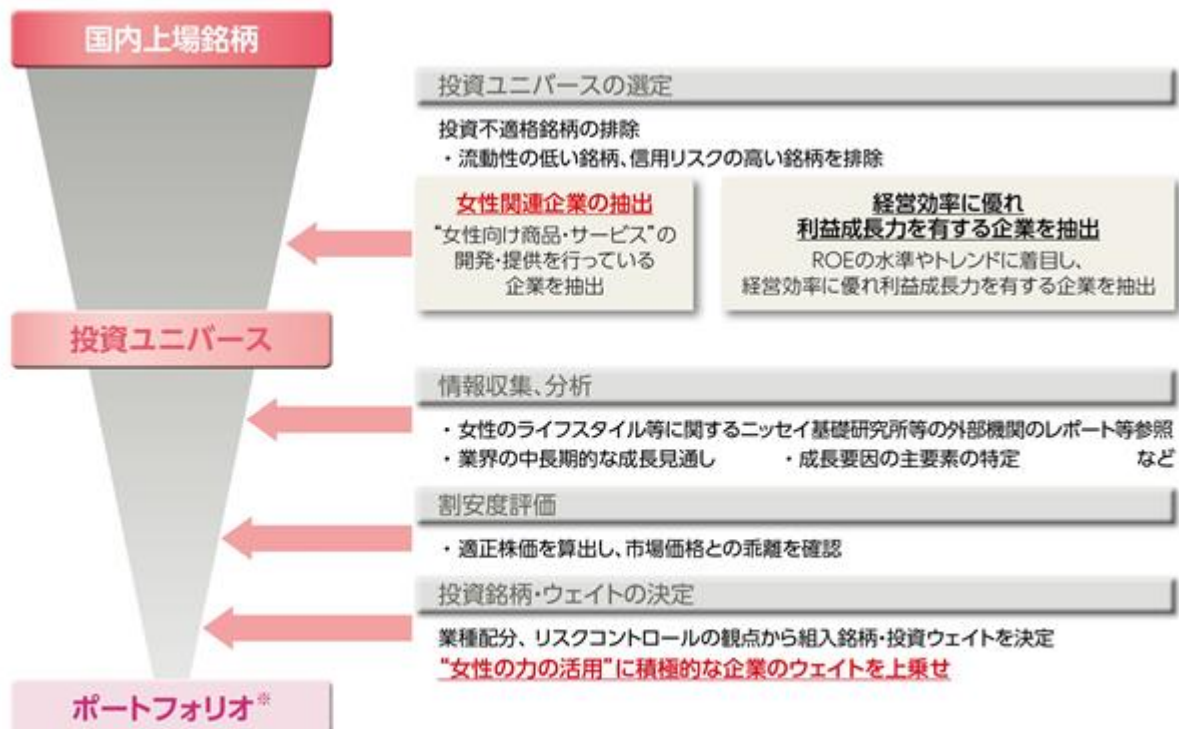 国内上場銘柄
投資ユニバースの選定
投資不適格銘柄の排除
・流動性の低い銘柄、信用リスクの高い銘柄を排除
女性関連企業の抽出
“女性向け商品・サービス”の
開発・提供を行っている
企業を抽出
経営効率に優れ
利益成長力を有する企業を抽出
ROEの水準やトレンドに着目し、
経営効率に優れ利益成長力を有する企業を抽出
投資ユニバース
情報収集、分析
・女性のライフスタイル等に関するニッセイ基礎研究所等の外部機関のレポート等参照
・業界の中長期的な成長見通し ・成長要因の主要素の特定 など
割安度評価
・適正株価を算出し、市場価格との乖離を確認
投資銘柄・ウェイトの決定
業種配分、リスクコントロールの観点から組入銘柄・投資ウェイトを決定
“女性の力の活用”に積極的な企業のウェイトを上乗せ
ポートフォリオ※